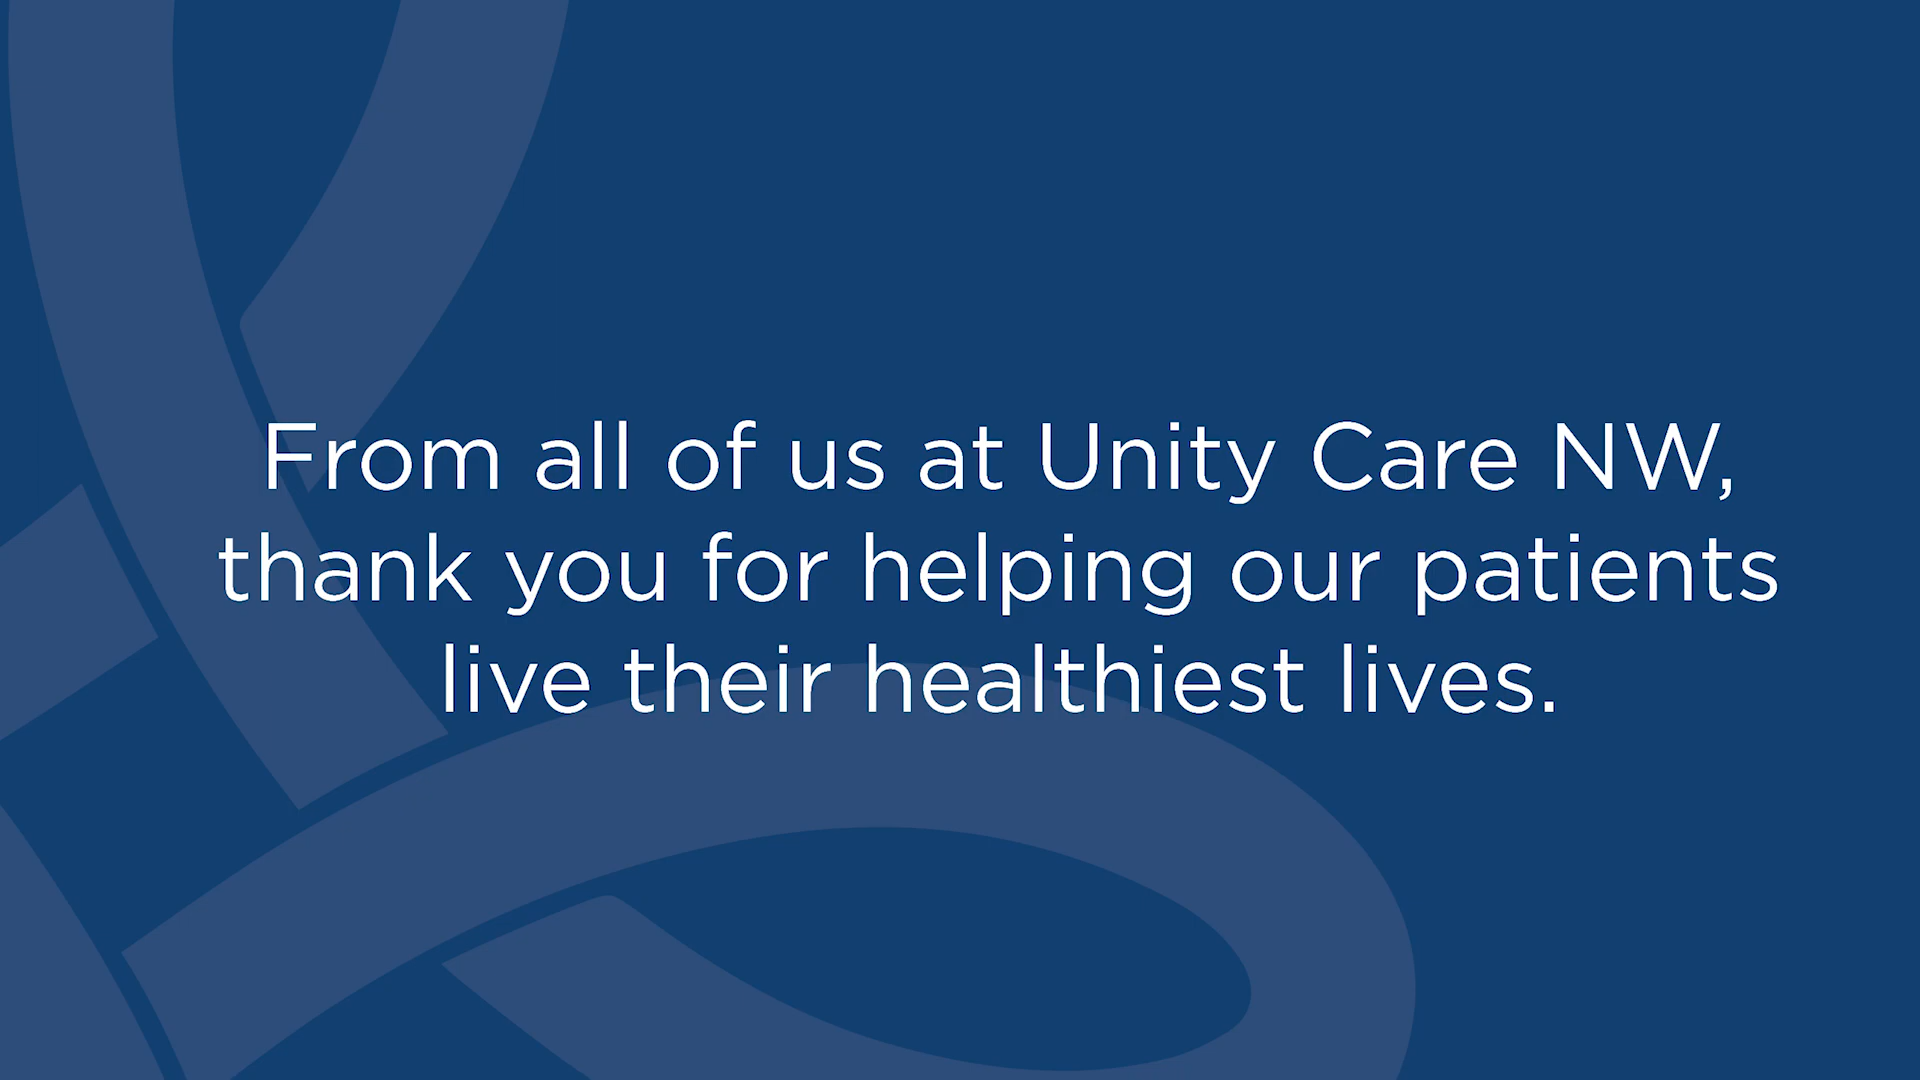 From all of us at Unity Care NW,
thank you for helping our patients
live their healthiest lives.